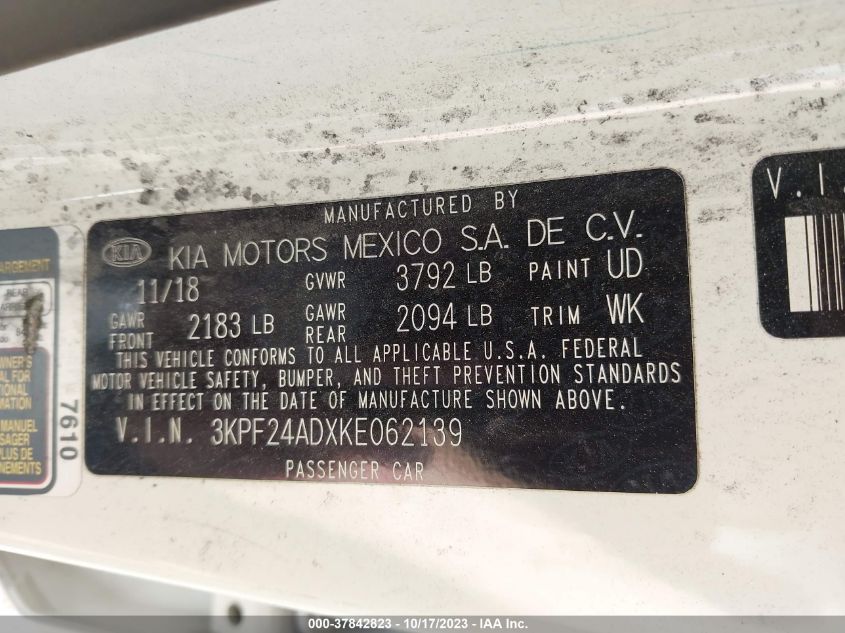 MANUFACTURED BY
KIA KIA MOTORS MEXICO S.A. DE C.V.
11/18 GVWR 3792 LB PAINT UD
GAWR FRONT 2183 LB GAWR REAR 2094 LB TRIM WK
THIS VEHICLE CONFORMS TO ALL APPLICABLE U.S.A. FEDERAL
MOTOR VEHICLE SAFETY, BUMPER, AND THEFT PREVENTION STANDARDS
IN EFFECT ON THE DATE OF MANUFACTURE SHOWN ABOVE.
V.I.N. 3KPF24ADXKE062139
PASSENGER CAR
7610
V.I.
MANUEL
PLUS DE
000-37842823 - 10/17/2023 - IAA Inc.